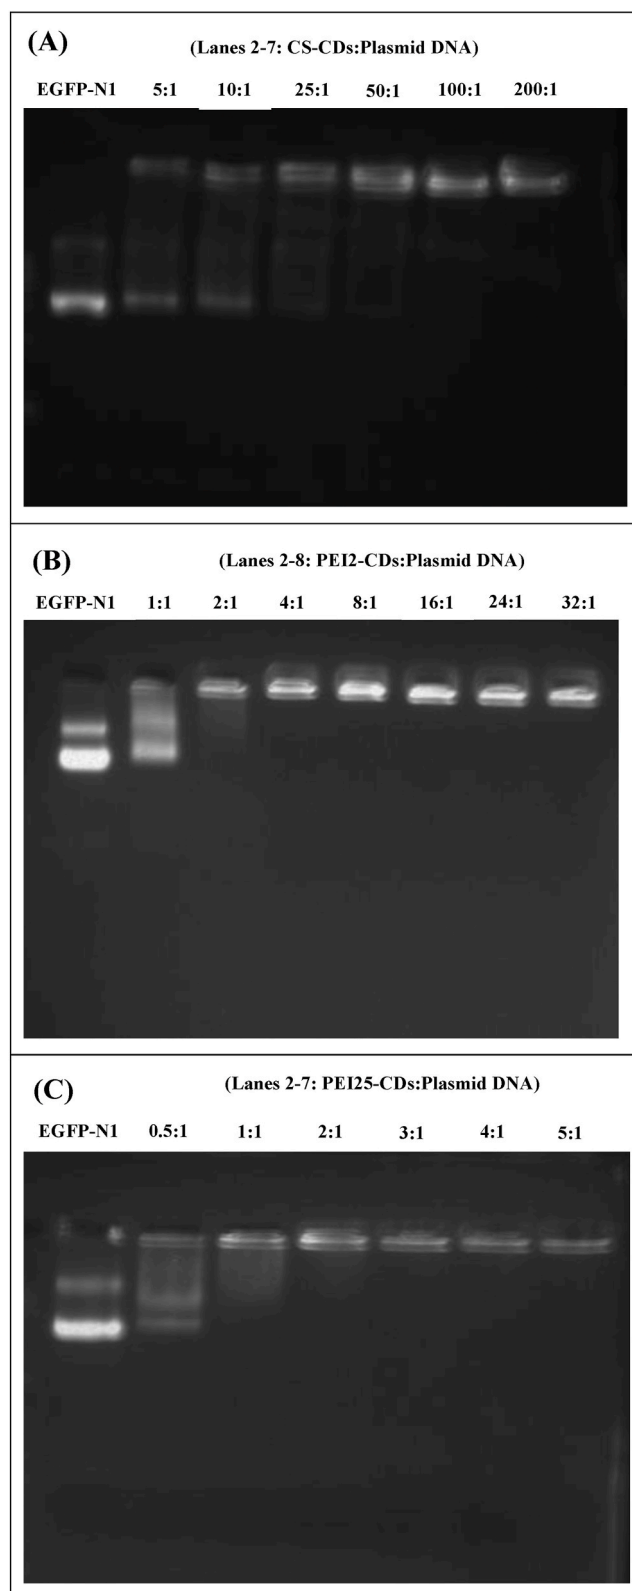 (A)
(Lanes 2-7: CS-CDs:Plasmid DNA)
EGFP-N1 5:1 10:1 25:1 50:1 100:1 200:1
(B)
(Lanes 2-8: PEI2-CDs:Plasmid DNA)
EGFP-N1 1:1 2:1 4:1 8:1 16:1 24:1 32:1
(C)
(Lanes 2-7: PEI25-CDs:Plasmid DNA)
EGFP-N1 0.5:1 1:1 2:1 3:1 4:1 5:1